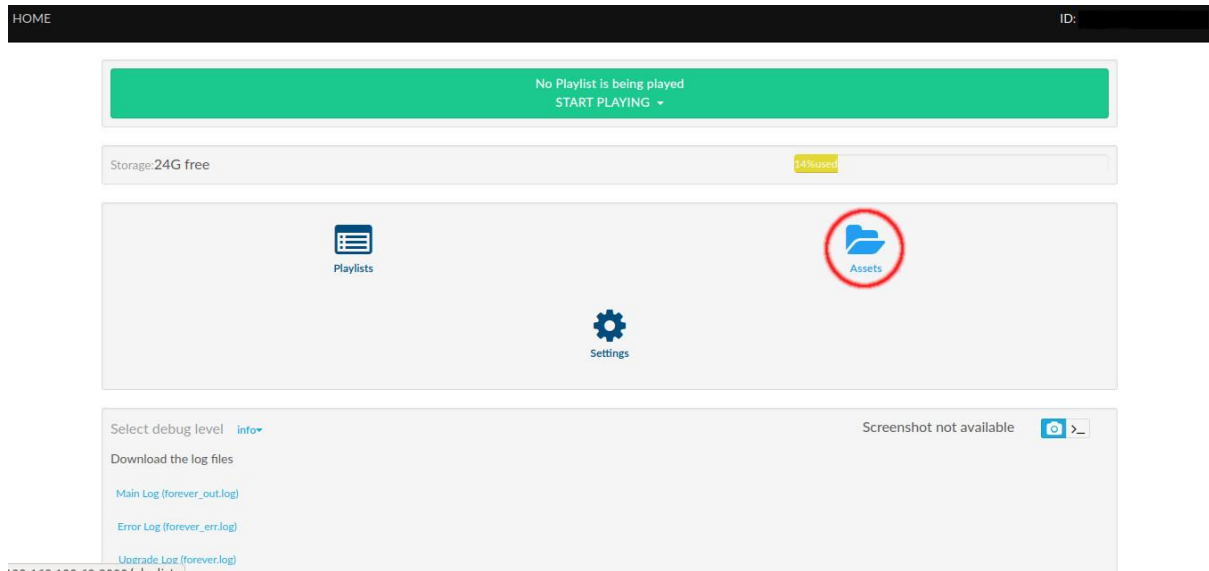 HOME
ID:
No Playlist is being played
START PLAYING
Storage:24G free
14%used
Playlists
Assets
Settings
Select debug level info
Screenshot not available
Download the log files
Main Log (forever_out.log)
Error Log (forever_err.log)
Upgrade Log (forever.log)